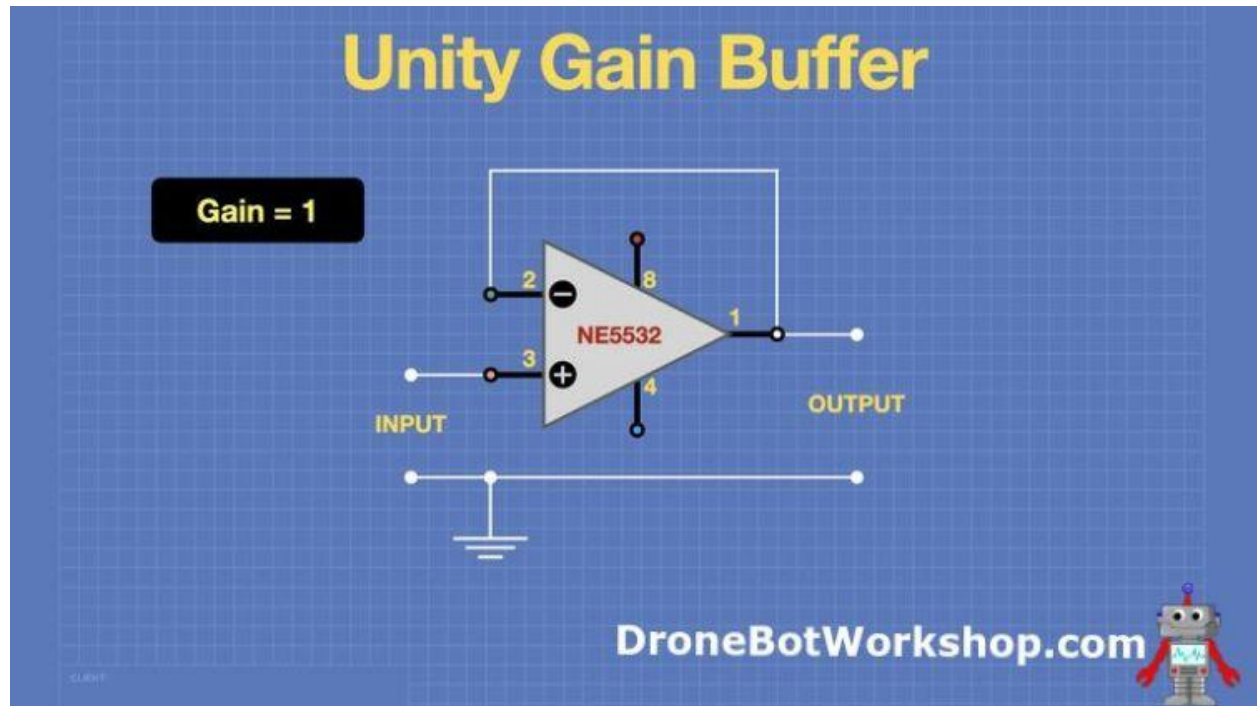 Unity Gain Buffer
Gain = 1
2
8
NE5532
1
3
4
INPUT
OUTPUT
DroneBotWorkshop.com